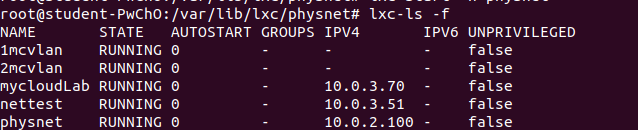 root@student-PwChO:/var/lib/lxc/physnet# lxc-ls -f
NAME STATE AUTOSTART GROUPS IPV4 IPV6 UNPRIVILEGED
1mcvlan RUNNING 0 - - - false
2mcvlan RUNNING 0 - - - false
mycloudLab RUNNING 0 - 10.0.3.70 - false
nettest RUNNING 0 - 10.0.3.51 - false
physnet RUNNING 0 - 10.0.2.100 - false